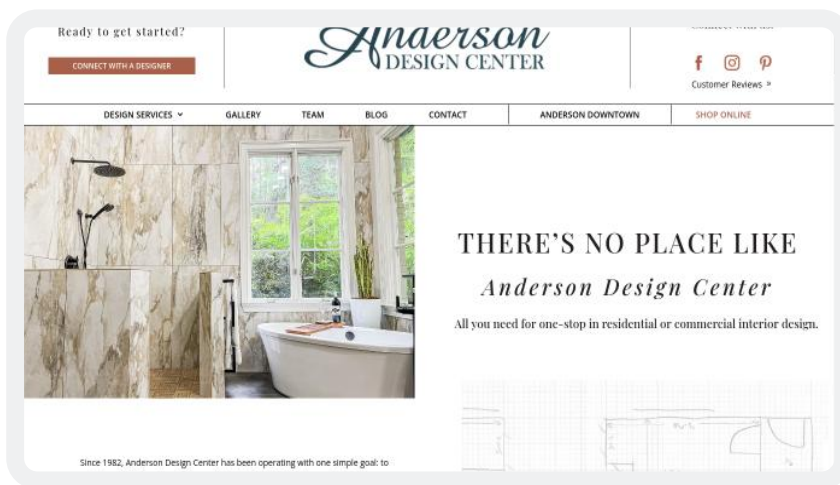 Ready to get started?
CONNECT WITH A DESIGNER
Anderson
DESIGN CENTER
Customer Reviews »
DESIGN SERVICES
GALLERY
TEAM
BLOG
CONTACT
ANDERSON DOWNTOWN
SHOP ONLINE
THERE’S NO PLACE LIKE
Anderson Design Center
All you need for one-stop in residential or commercial interior design.
Since 1982, Anderson Design Center has been operating with one simple goal: to